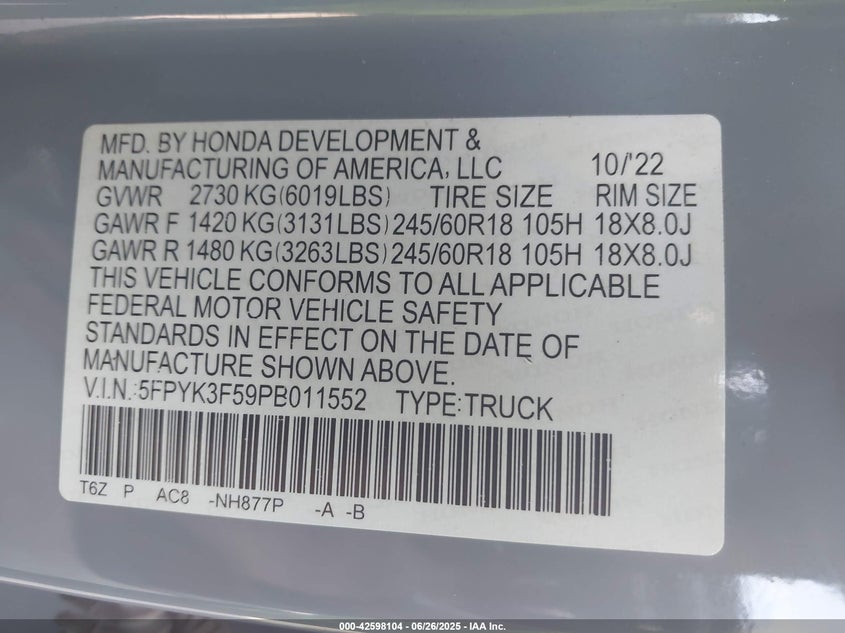 MFD. BY HONDA DEVELOPMENT &
MANUFACTURING OF AMERICA, LLC 10/'22
GVWR 2730 KG(6019LBS) TIRE SIZE RIM SIZE
GAWR F 1420 KG(3131LBS) 245/60R18 105H 18X8.0J
GAWR R 1480 KG(3263LBS) 245/60R18 105H 18X8.0J
THIS VEHICLE CONFORMS TO ALL APPLICABLE
FEDERAL MOTOR VEHICLE SAFETY
STANDARDS IN EFFECT ON THE DATE OF
MANUFACTURE SHOWN ABOVE.
V.I.N.:5FPYK3F59PB011552 TYPE:TRUCK
T6Z P AC8 -NH877P -A -B
000-42598104 | 06/26/2025 - IAA Inc.